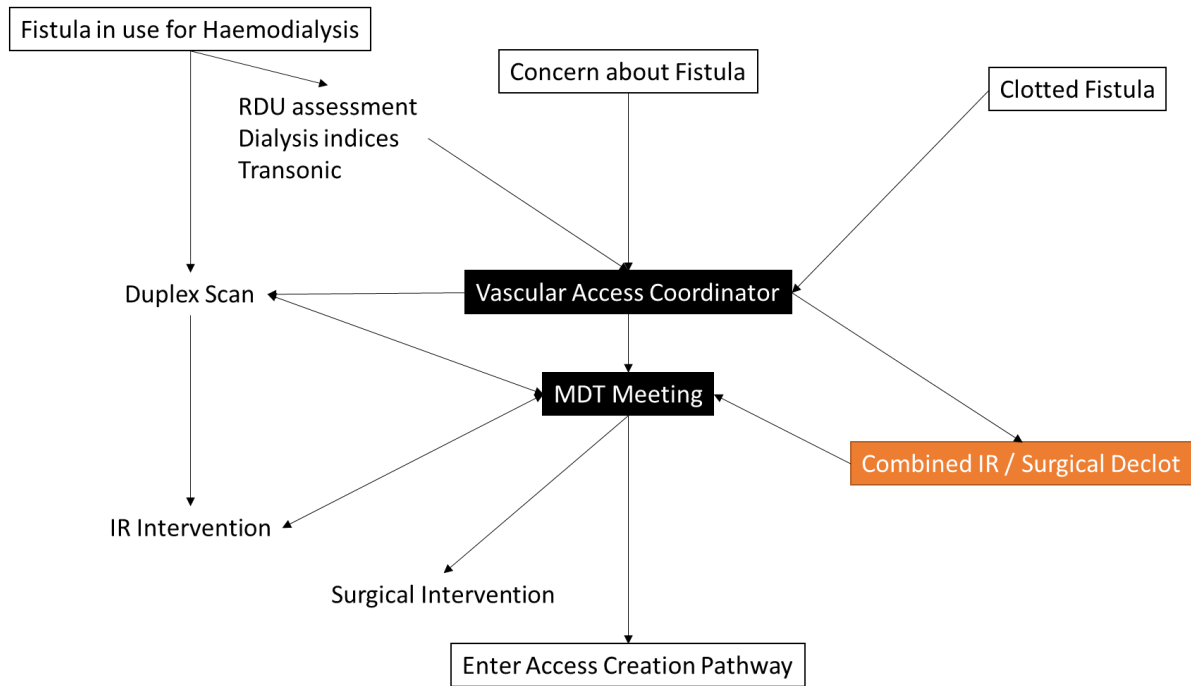 Fistula in use for Haemodialysis
Concern about Fistula
Clotted Fistula
RDU assessment
Dialysis indices
Transonic
Duplex Scan
Vascular Access Coordinator
MDT Meeting
Combined IR / Surgical Declot
IR Intervention
Surgical Intervention
Enter Access Creation Pathway